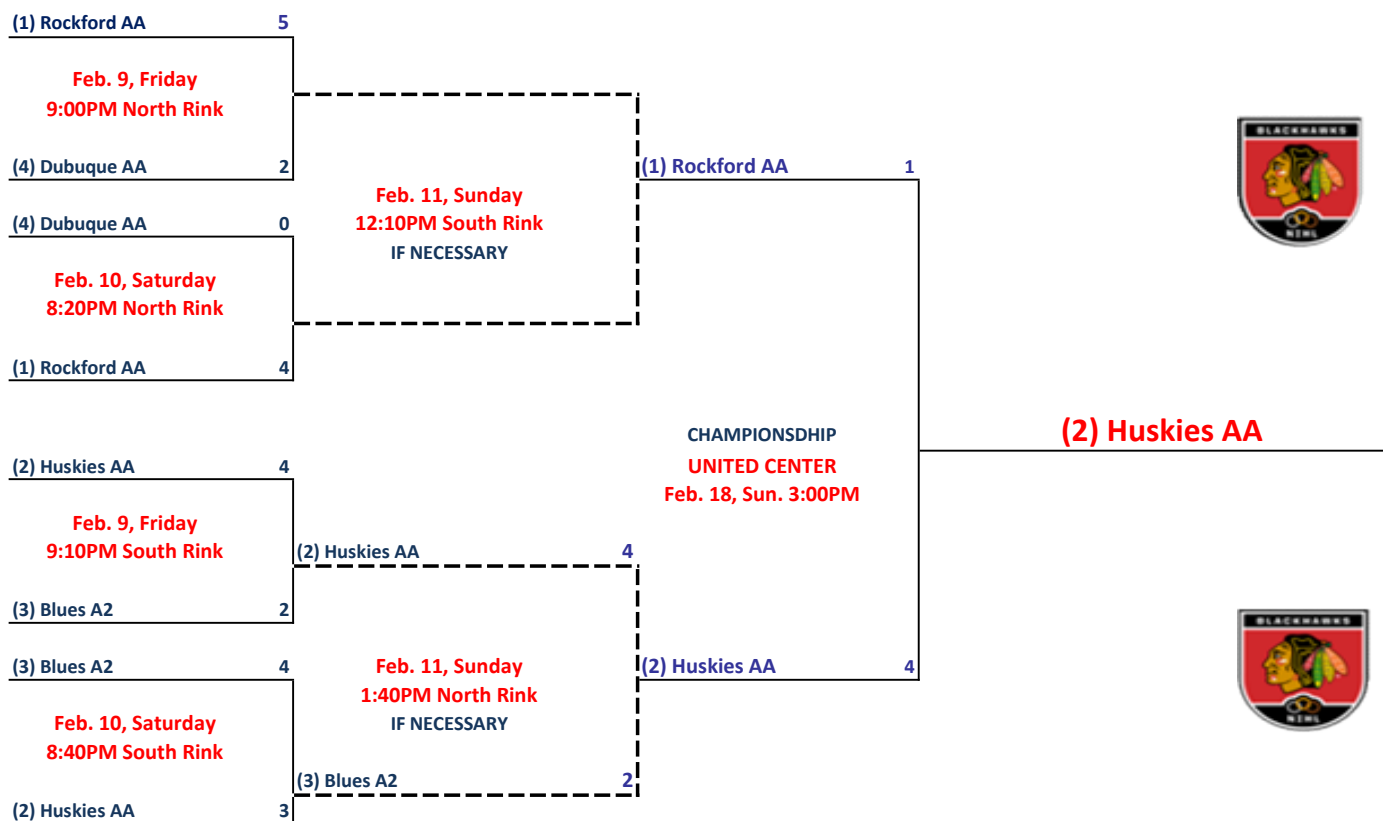 (1) Rockford AA 5
Feb. 9, Friday
9:00PM North Rink
(4) Dubuque AA 2
(4) Dubuque AA 0
Feb. 10, Saturday
8:20PM North Rink
(1) Rockford AA 4
Feb. 11, Sunday
12:10PM South Rink
IF NECESSARY
(1) Rockford AA 1
BLACKHAWKS
NIHL
(2) Huskies AA 4
Feb. 9, Friday
9:10PM South Rink
(3) Blues A2 2
(3) Blues A2 4
Feb. 10, Saturday
8:40PM South Rink
(2) Huskies AA 3
(2) Huskies AA 4
Feb. 11, Sunday
1:40PM North Rink
IF NECESSARY
(3) Blues A2 2
CHAMPIONSDHIP
UNITED CENTER
Feb. 18, Sun. 3:00PM
(2) Huskies AA 4
(2) Huskies AA
BLACKHAWKS
NIHL